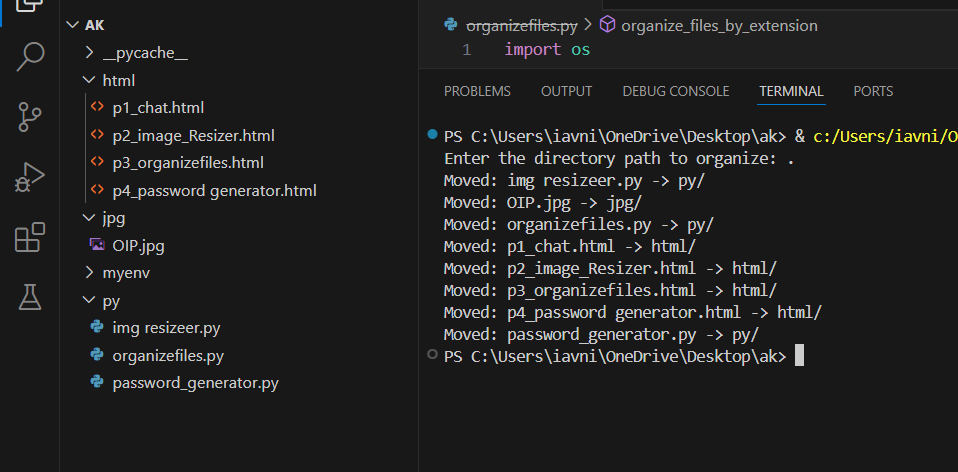 AK
__pycache__
html
p1_chat.html
p2_image_Resizer.html
p3_organizefiles.html
p4_password generator.html
jpg
OIP.jpg
myenv
py
img resizeer.py
organizefiles.py
password_generator.py
organizefiles.py > organize_files_by_extension
1 import os
PROBLEMS OUTPUT DEBUG CONSOLE TERMINAL PORTS
PS C:\Users\iavni\OneDrive\Desktop\ak> & c:/Users/iavni/O
Enter the directory path to organize: .
Moved: img resizeer.py -> py/
Moved: OIP.jpg -> jpg/
Moved: organizefiles.py -> py/
Moved: p1_chat.html -> html/
Moved: p2_image_Resizer.html -> html/
Moved: p3_organizefiles.html -> html/
Moved: p4_password generator.html -> html/
Moved: password_generator.py -> py/
PS C:\Users\iavni\OneDrive\Desktop\ak>